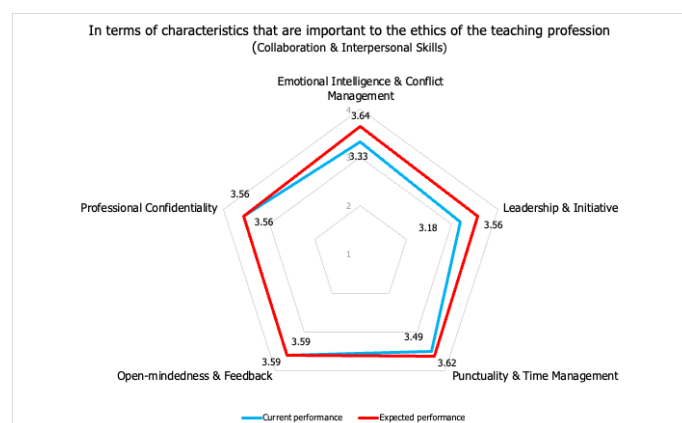 In terms of characteristics that are important to the ethics of the teaching profession
(Collaboration & Interpersonal Skills)
Emotional Intelligence & Conflict
Management
4
3.64
3
3.33
3.56
Professional Confidentiality
3.56
2
3.18
Leadership & Initiative
3.56
1
3.59
3.49
3.59
3.62
Open-mindedness & Feedback
Punctuality & Time Management
Current performance
Expected performance